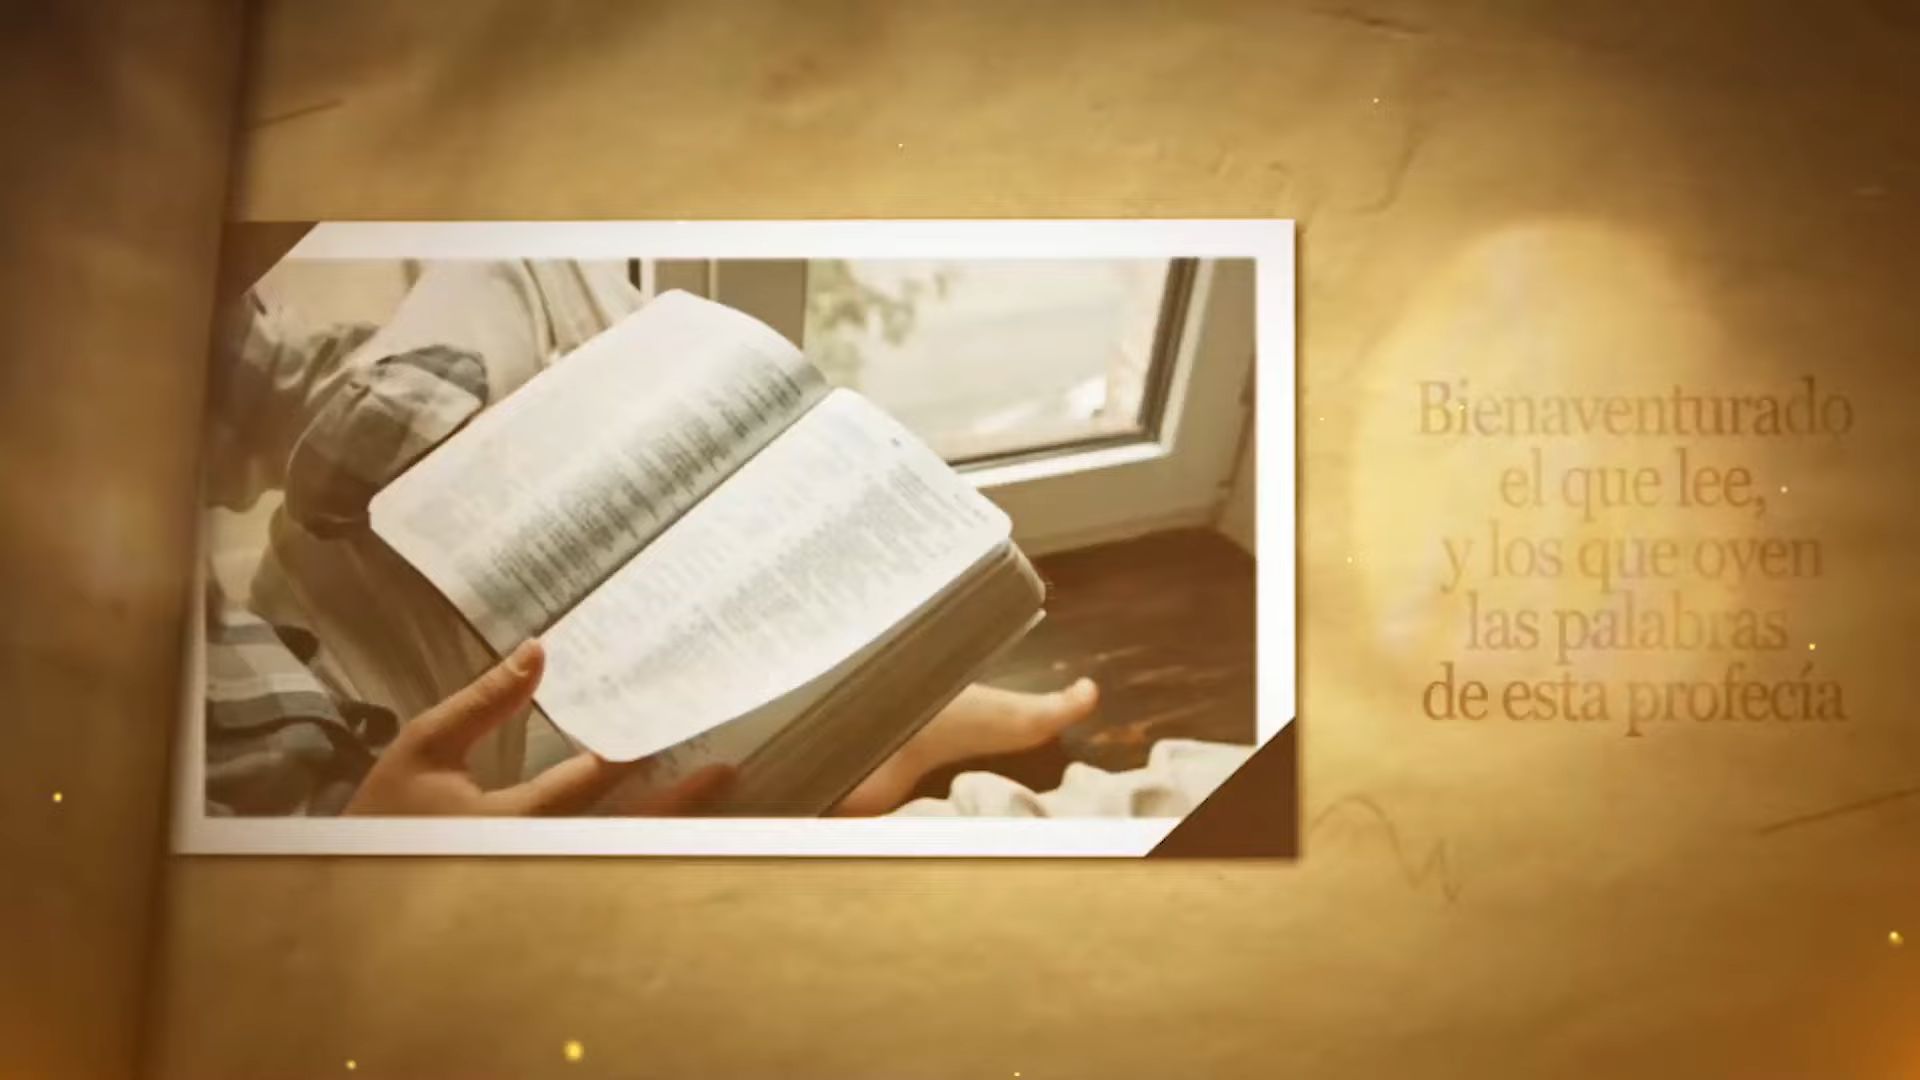 Bienaventurado
el que lee,
y los que oyen
las palabras
de esta profecía